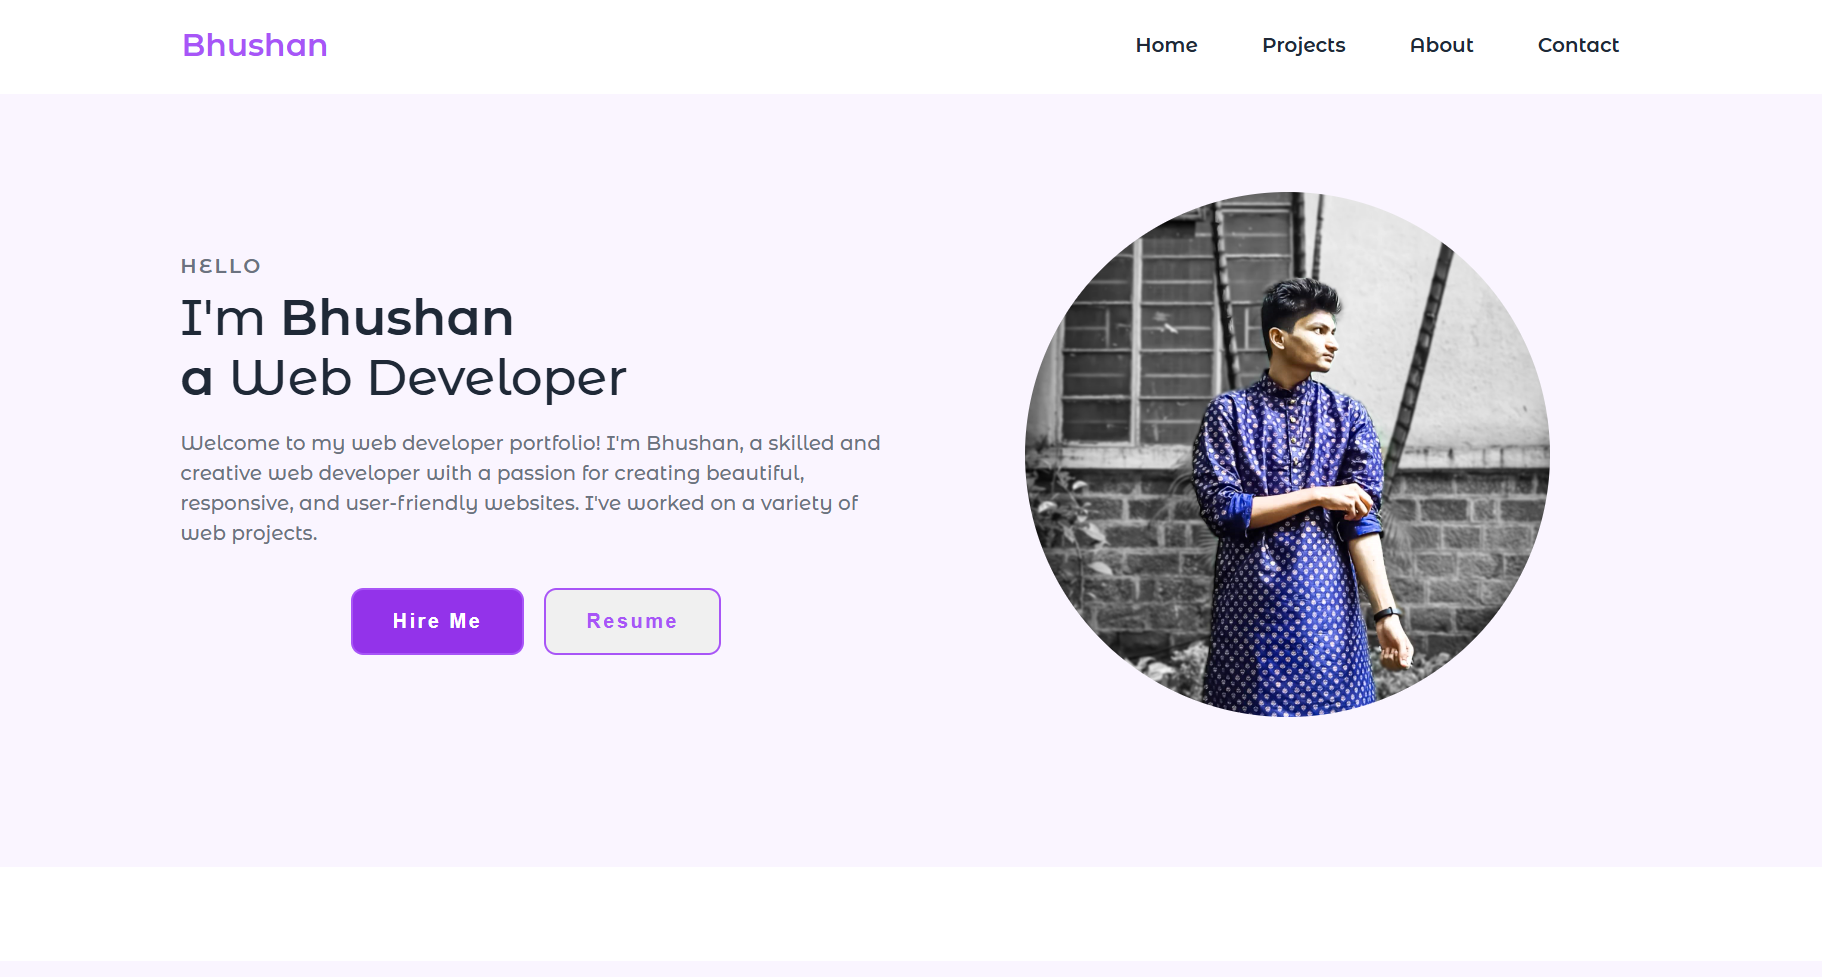 Bhushan
Home Projects About Contact
HELLO
I'm Bhushan
a Web Developer
Welcome to my web developer portfolio! I'm Bhushan, a skilled and
creative web developer with a passion for creating beautiful,
responsive, and user-friendly websites. I've worked on a variety of
web projects.
Hire Me Resume